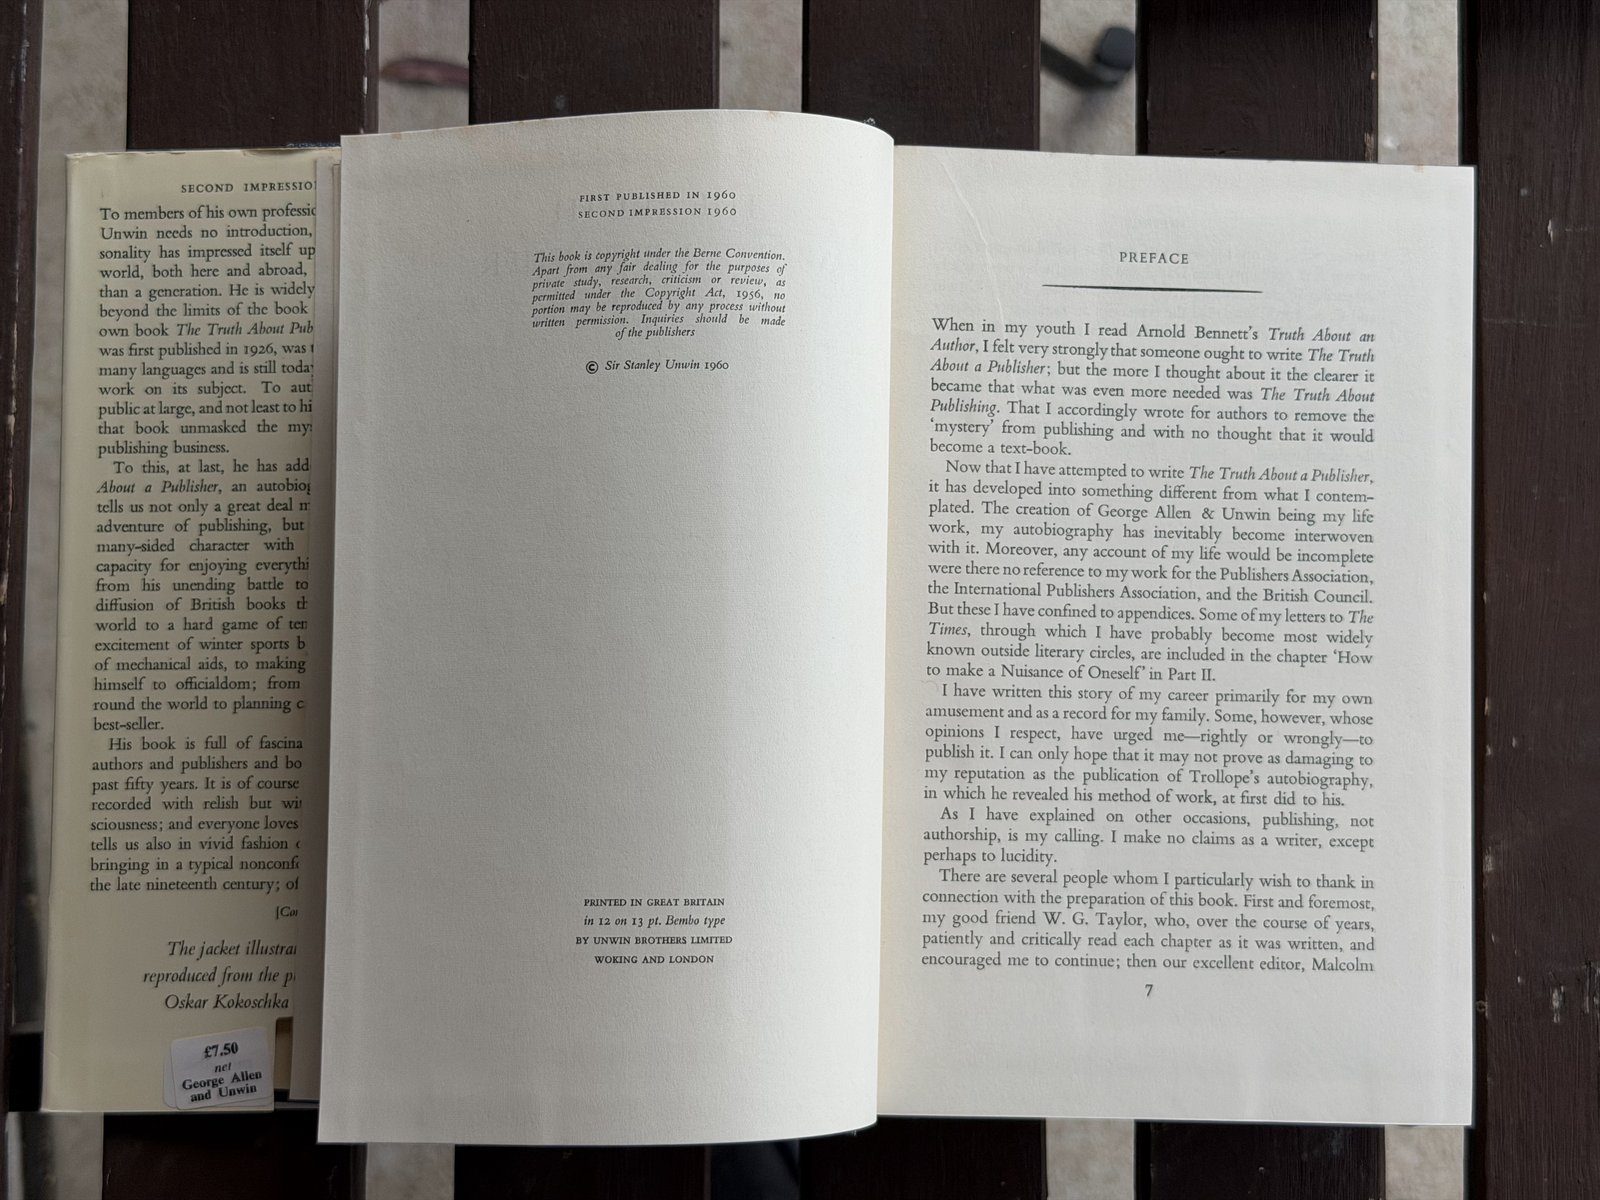 SECOND IMPRESSIO
To members of his own professio
Unwin needs no introduction,
sonality has impressed itself up
world, both here and abroad,
than a generation. He is widely
beyond the limits of the book
own book The Truth About Pub
was first published in 1926, was
many languages and is still today
work on its subject. To aut
public at large, and not least to hi
that book unmasked the mys
publishing business.
To this, at last, he has add
About a Publisher, an autobiog
tells us not only a great deal m
adventure of publishing, but
many-sided character with
capacity for enjoying everythi
from his unending battle to
diffusion of British books th
world to a hard game of ten
excitement of winter sports b
of mechanical aids, to making
himself to officialdom; from
round the world to planning
best-seller.
His book is full of fascina
authors and publishers and bo
past fifty years. It is of course
recorded with relish but wit
sciousness; and everyone loves
tells us also in vivid fashion
bringing in a typical nonconfo
the late nineteenth century; of
[Con
The jacket illustrat
reproduced from the p
Oskar Kokoschka
£7.50
net
George Allen
and Unwin
FIRST PUBLISHED IN 1960
SECOND IMPRESSION 1960
This book is copyright under the Berne Convention.
Apart from any fair dealing for the purposes of
private study, research, criticism or review, as
permitted under the Copyright Act, 1956, no
portion may be reproduced by any process without
written permission. Inquiries should be made
of the publishers
© Sir Stanley Unwin 1960
PRINTED IN GREAT BRITAIN
in 12 on 13 pt. Bembo type
BY UNWIN BROTHERS LIMITED
WOKING AND LONDON
PREFACE
When in my youth I read Arnold Bennett's Truth About an
Author, I felt very strongly that someone ought to write The Truth
About a Publisher; but the more I thought about it the clearer it
became that what was even more needed was The Truth About
Publishing. That I accordingly wrote for authors to remove the
‘mystery’ from publishing and with no thought that it would
become a text-book.
Now that I have attempted to write The Truth About a Publisher,
it has developed into something different from what I contem-
plated. The creation of George Allen & Unwin being my life
work, my autobiography has inevitably become interwoven
with it. Moreover, any account of my life would be incomplete
were there no reference to my work for the Publishers Association,
the International Publishers Association, and the British Council.
But these I have confined to appendices. Some of my letters to The
Times, through which I have probably become most widely
known outside literary circles, are included in the chapter ‘How
to make a Nuisance of Oneself’ in Part II.
I have written this story of my career primarily for my own
amusement and as a record for my family. Some, however, whose
opinions I respect, have urged me—rightly or wrongly—to
publish it. I can only hope that it may not prove as damaging to
my reputation as the publication of Trollope's autobiography,
in which he revealed his method of work, at first did to his.
As I have explained on other occasions, publishing, not
authorship, is my calling. I make no claims as a writer, except
perhaps to lucidity.
There are several people whom I particularly wish to thank in
connection with the preparation of this book. First and foremost,
my good friend W. G. Taylor, who, over the course of years,
patiently and critically read each chapter as it was written, and
encouraged me to continue; then our excellent editor, Malcolm
7